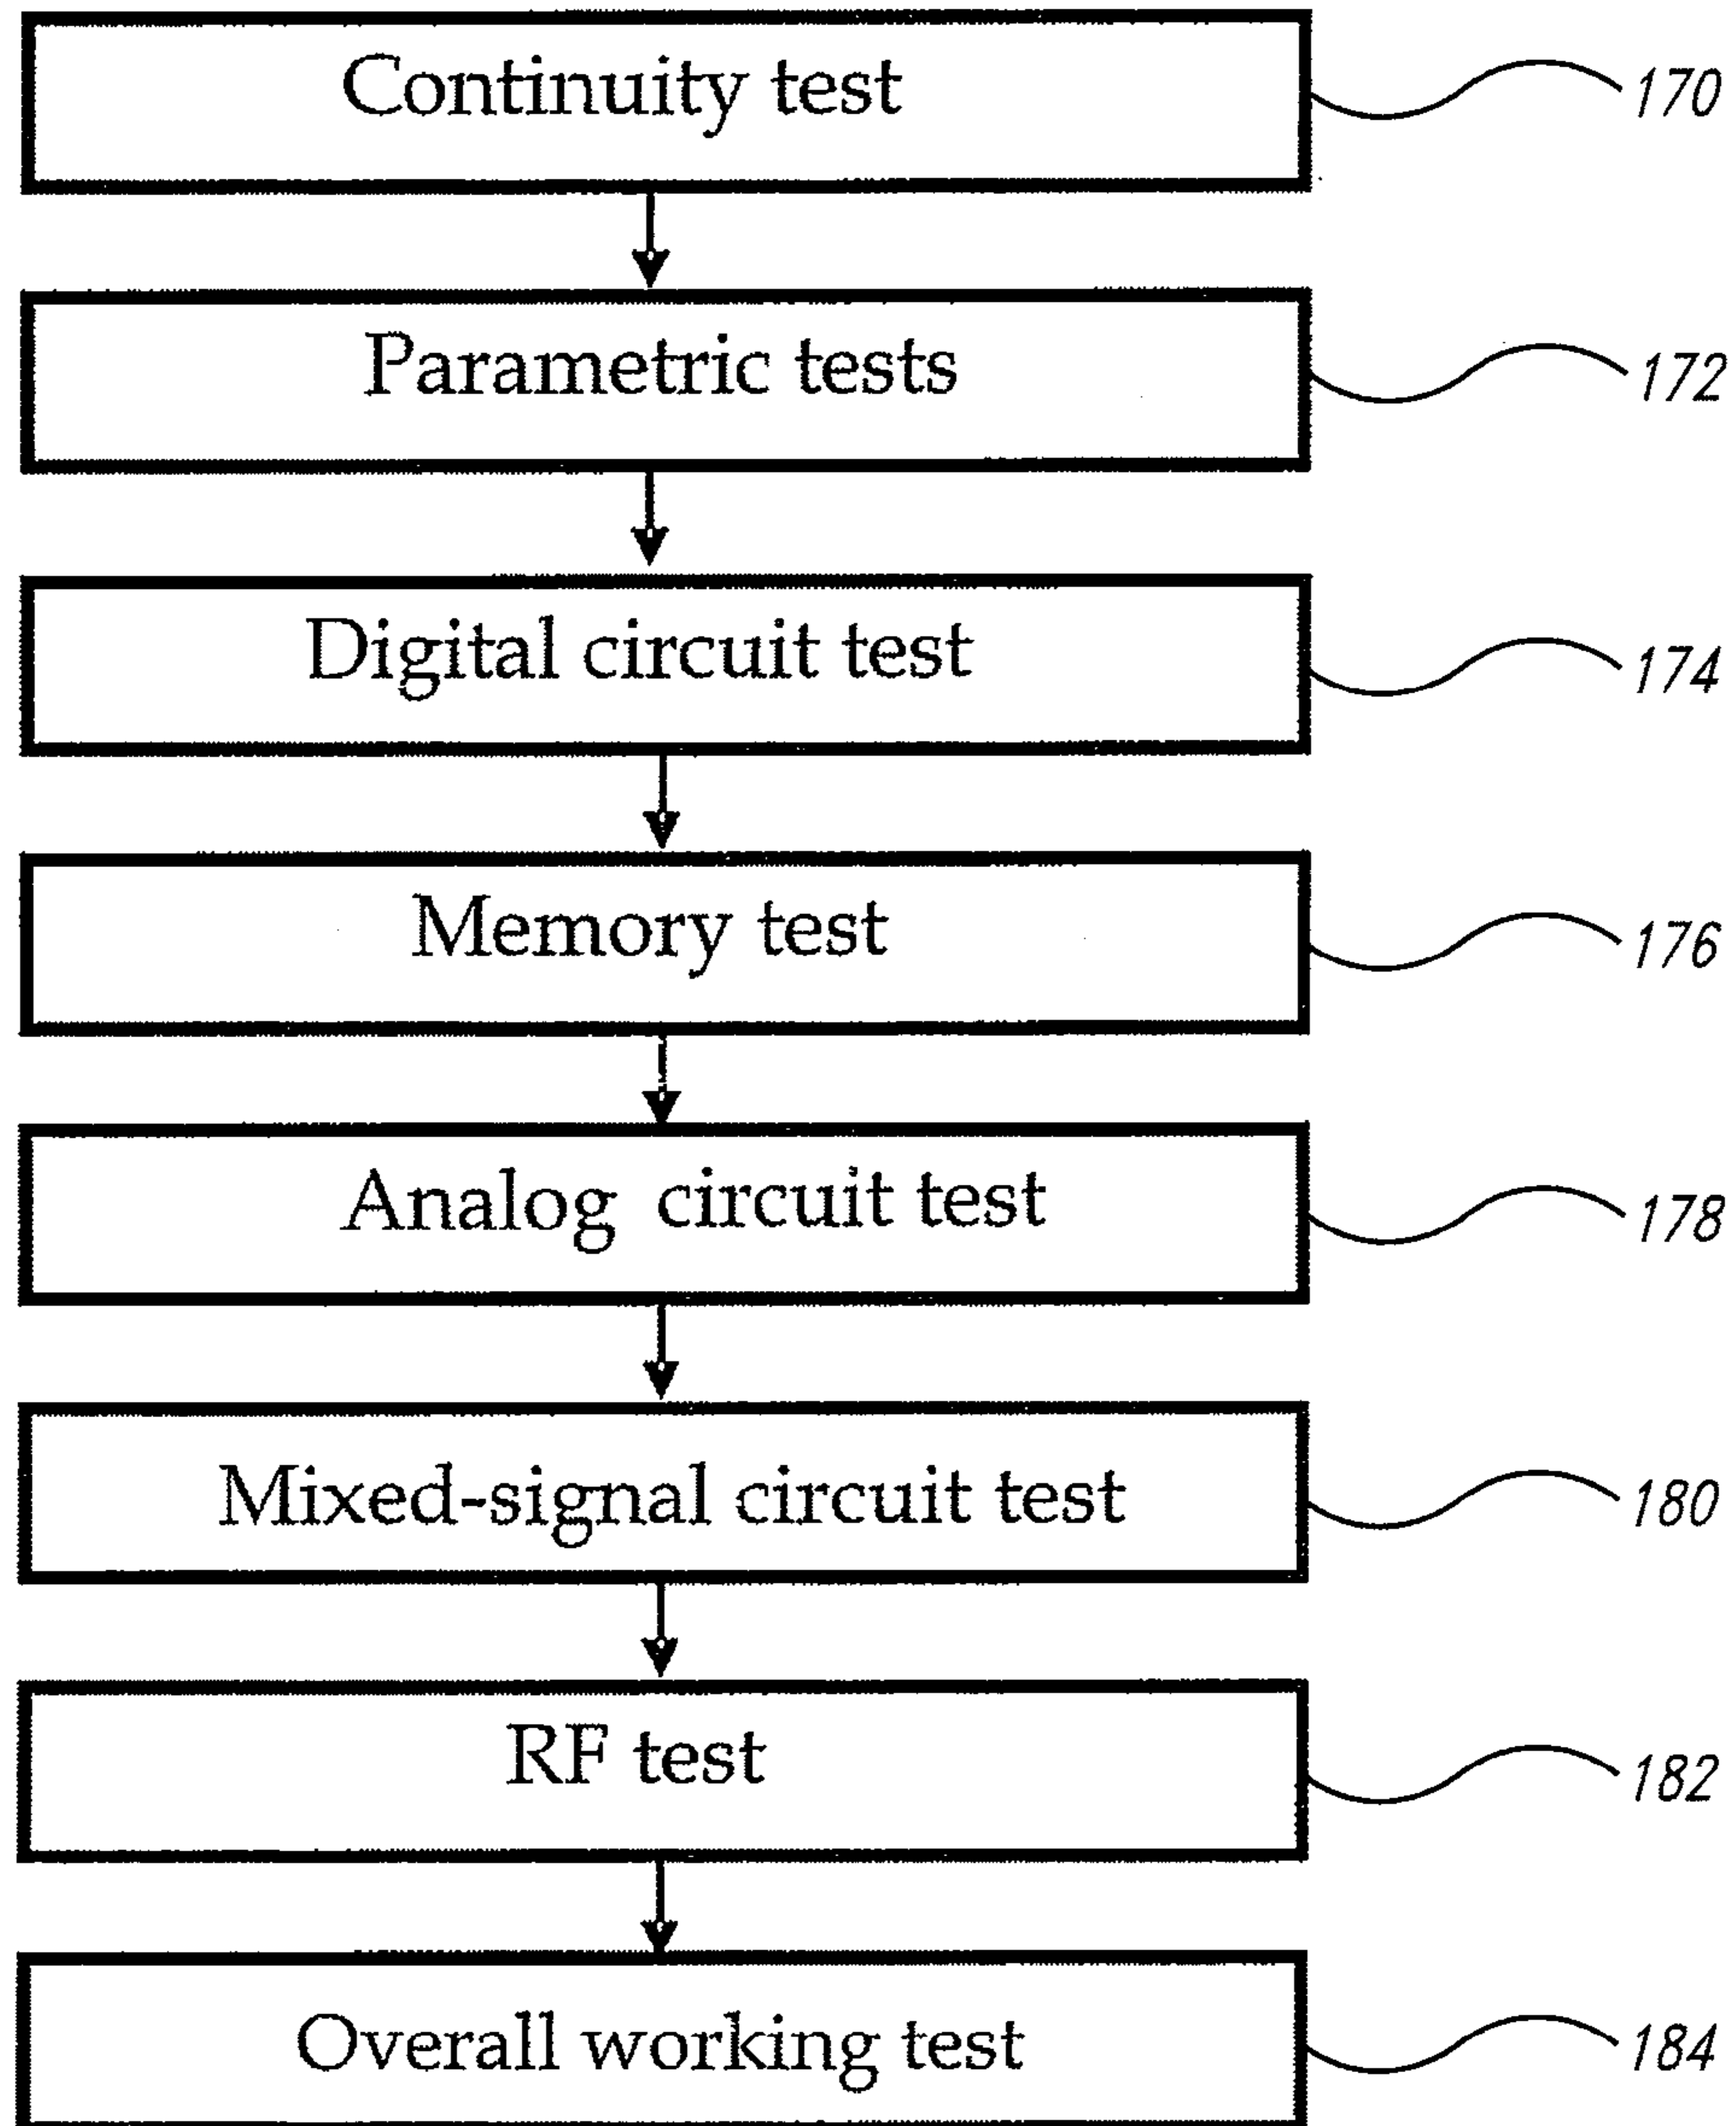 Continuity test 170
Parametric tests 172
Digital circuit test 174
Memory test 176
Analog circuit test 178
Mixed-signal circuit test 180
RF test 182
Overall working test 184